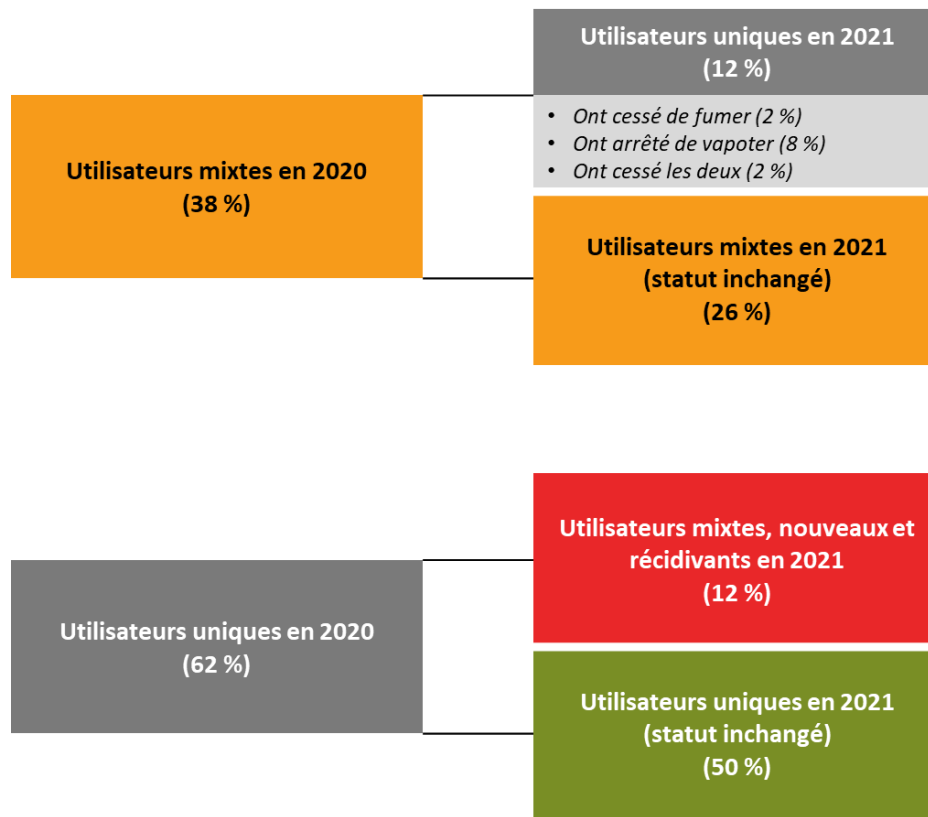 Utilisateurs uniques en 2021
(12 %)
• Ont cessé de fumer (2 %)
• Ont arrêté de vapoter (8 %)
• Ont cessé les deux (2 %)
Utilisateurs mixtes en 2020
(38 %)
Utilisateurs mixtes en 2021
(statut inchangé)
(26 %)
Utilisateurs mixtes, nouveaux et
récidivants en 2021
(12 %)
Utilisateurs uniques en 2020
(62 %)
Utilisateurs uniques en 2021
(statut inchangé)
(50 %)